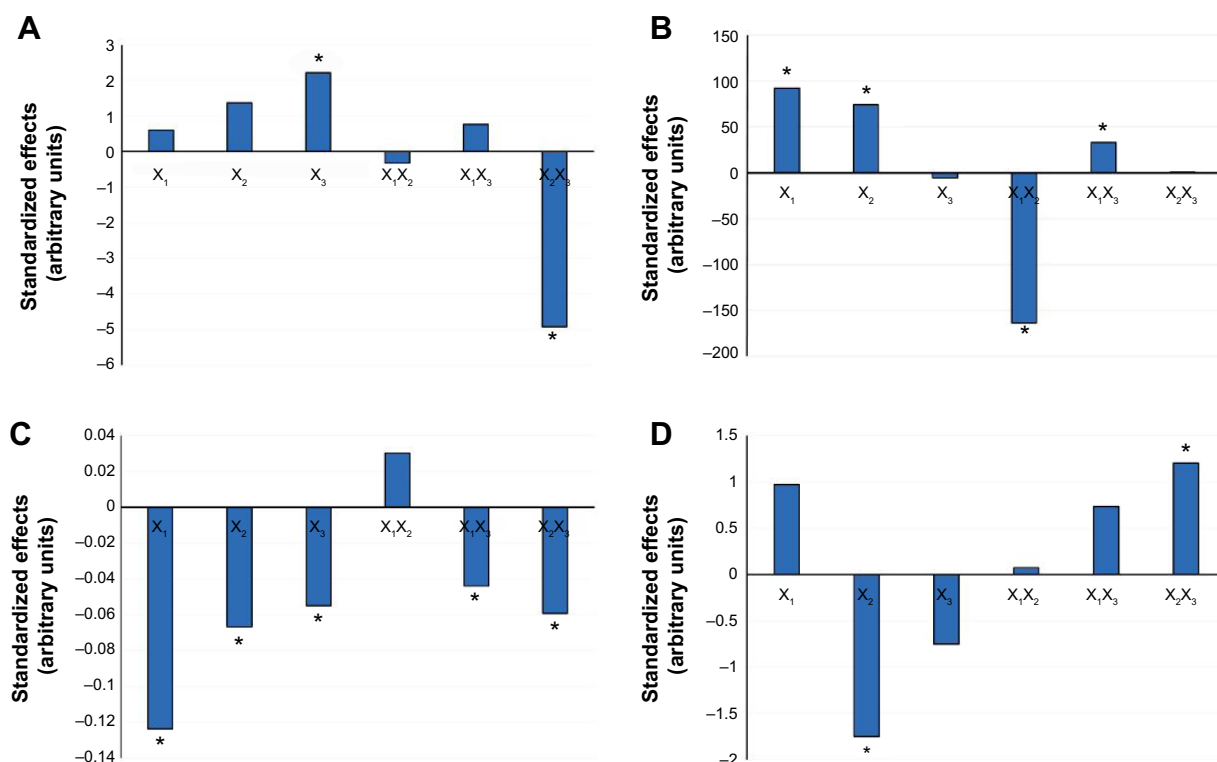 A
Standardized effects
(arbitrary units)
3
2
1
0
–1
–2
–3
–4
–5
–6
X1
X2
X3
X1X2
X1X3
X2X3
*
*
B
Standardized effects
(arbitrary units)
150
100
50
0
–50
–100
–150
–200
X1
X2
X3
X1X2
X1X3
X2X3
*
*
*
*
C
Standardized effects
(arbitrary units)
0.04
0.02
0
–0.02
–0.04
–0.06
–0.08
–0.1
–0.12
–0.14
X1
X2
X3
X1X2
X1X3
X2X3
*
*
*
*
*
D
Standardized effects
(arbitrary units)
1.5
1
0.5
0
–0.5
–1
–1.5
–2
X1
X2
X3
X1X2
X1X3
X2X3
*
*